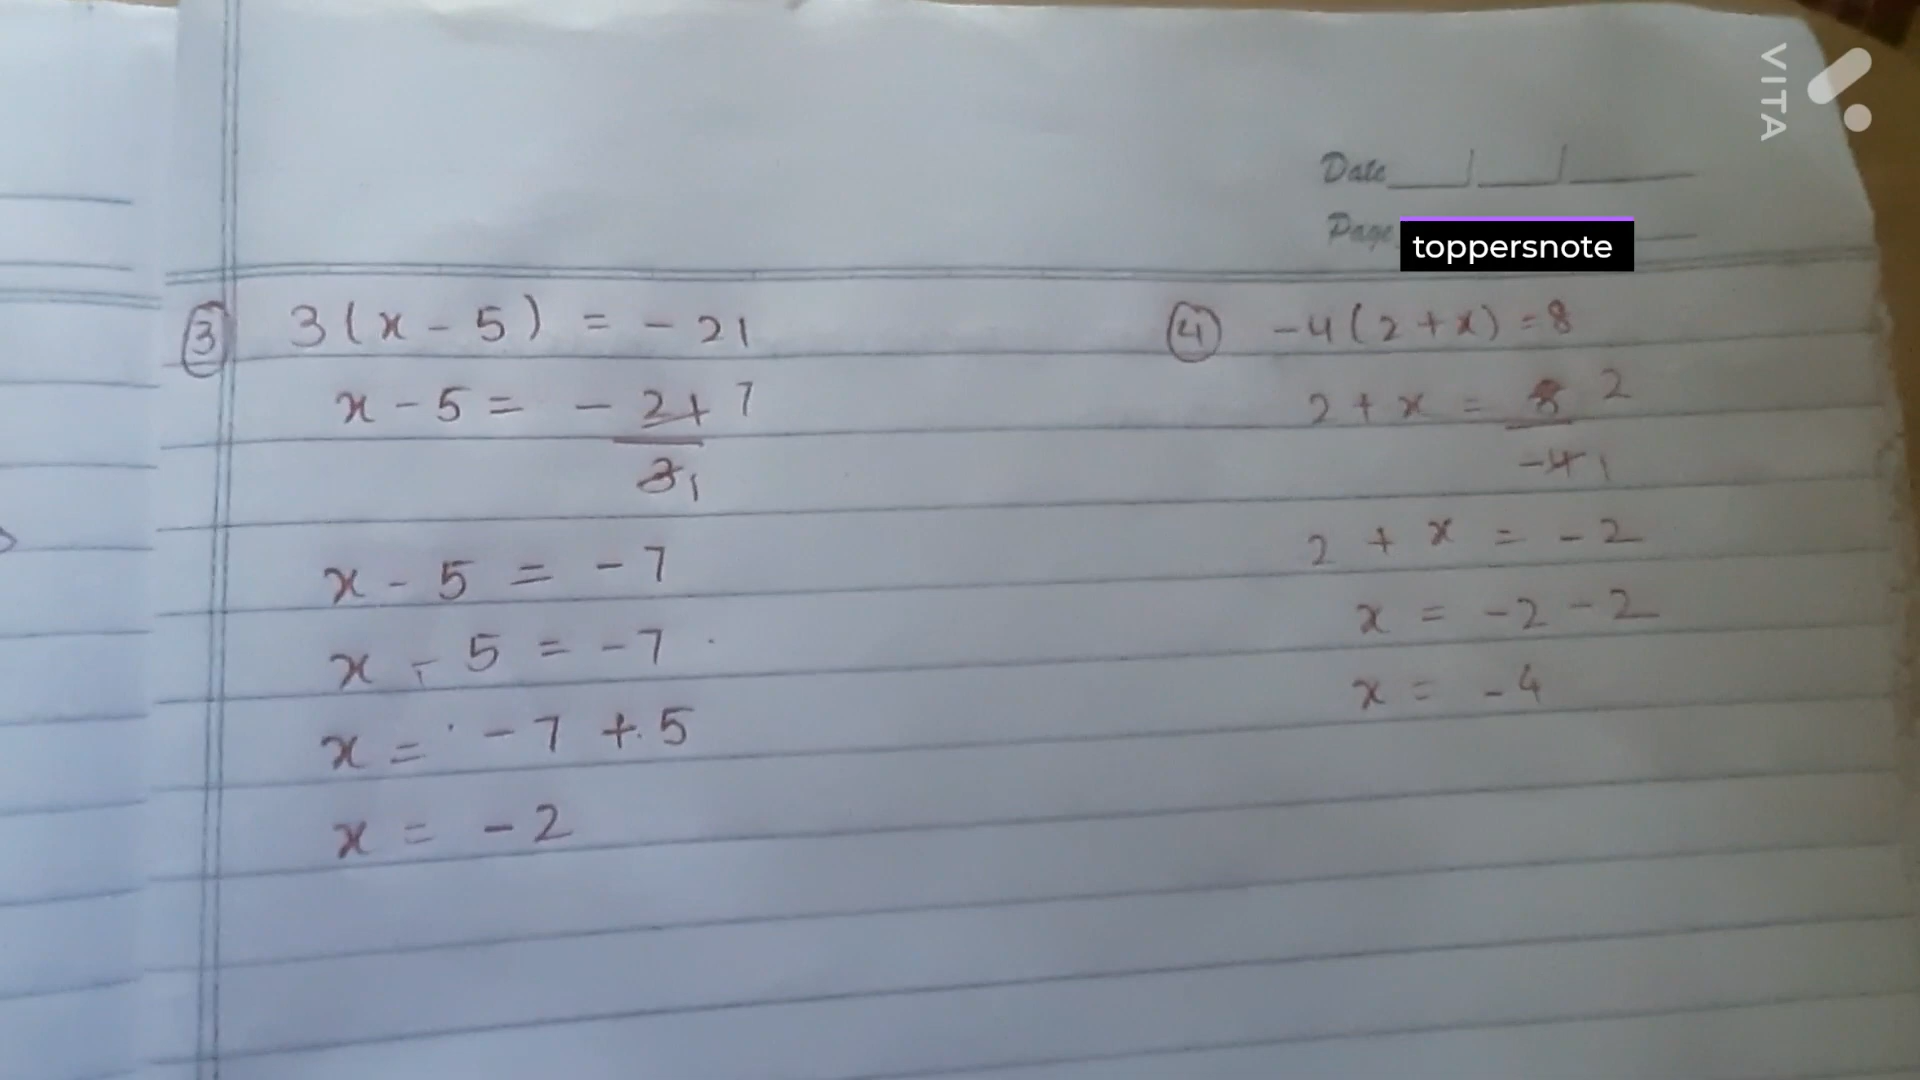 VITA
Date
Page
toppersnote
3 3(x - 5) = - 21
x - 5 = - 21 7
3 1
x - 5 = - 7
x - 5 = - 7
x = - 7 + 5
x = - 2
4 -4(2 + x) = 8
2 + x = 8 2
-4 1
2 + x = - 2
x = - 2 - 2
x = - 4